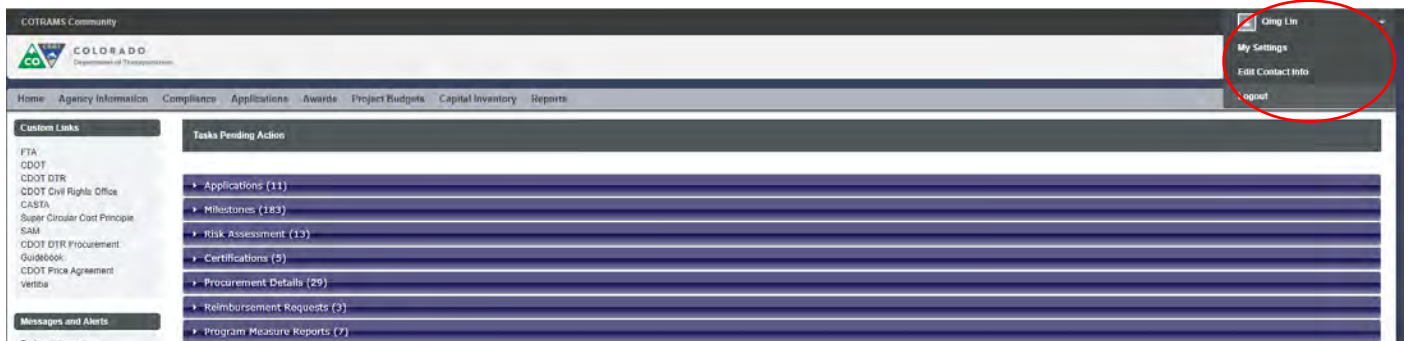 COTRAMS Community
Qing Lin
My Settings
Edit Contact Info
Logout
CDOT
CO
COLORADO
Department of Transportation
Home Agency Information Compliance Applications Awards Project Budgets Capital Inventory Reports
Custom Links
FTA
CDOT
CDOT DTR
CDOT Civil Rights Office
CASTA
Super Circular Cost Principle
SAM
CDOT DTR Procurement
Guidebook
CDOT Price Agreement
Vertiba
Messages and Alerts
Tasks Pending Action
Applications (11)
Milestones (183)
Risk Assessment (13)
Certifications (5)
Procurement Details (29)
Reimbursement Requests (3)
Program Measure Reports (7)